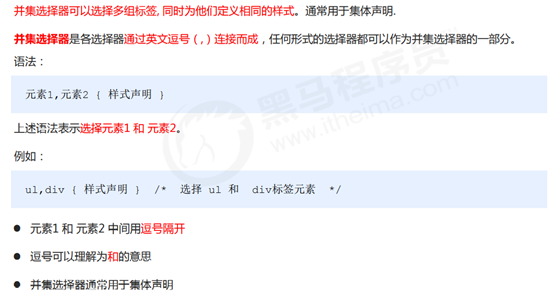 并集选择器可以选择多组标签, 同时为他们定义相同的样式。通常用于集体声明.
并集选择器是各选择器通过英文逗号（,）连接而成，任何形式的选择器都可以作为并集选择器的一部分。
语法：
元素1,元素2 { 样式声明 }
上述语法表示选择元素1 和 元素2。
例如：
ul,div { 样式声明 }  /*  选择 ul 和  div标签元素  */
● 元素1 和 元素2 中间用逗号隔开
● 逗号可以理解为和的意思
● 并集选择器通常用于集体声明
黑马程序员
www.itheima.com